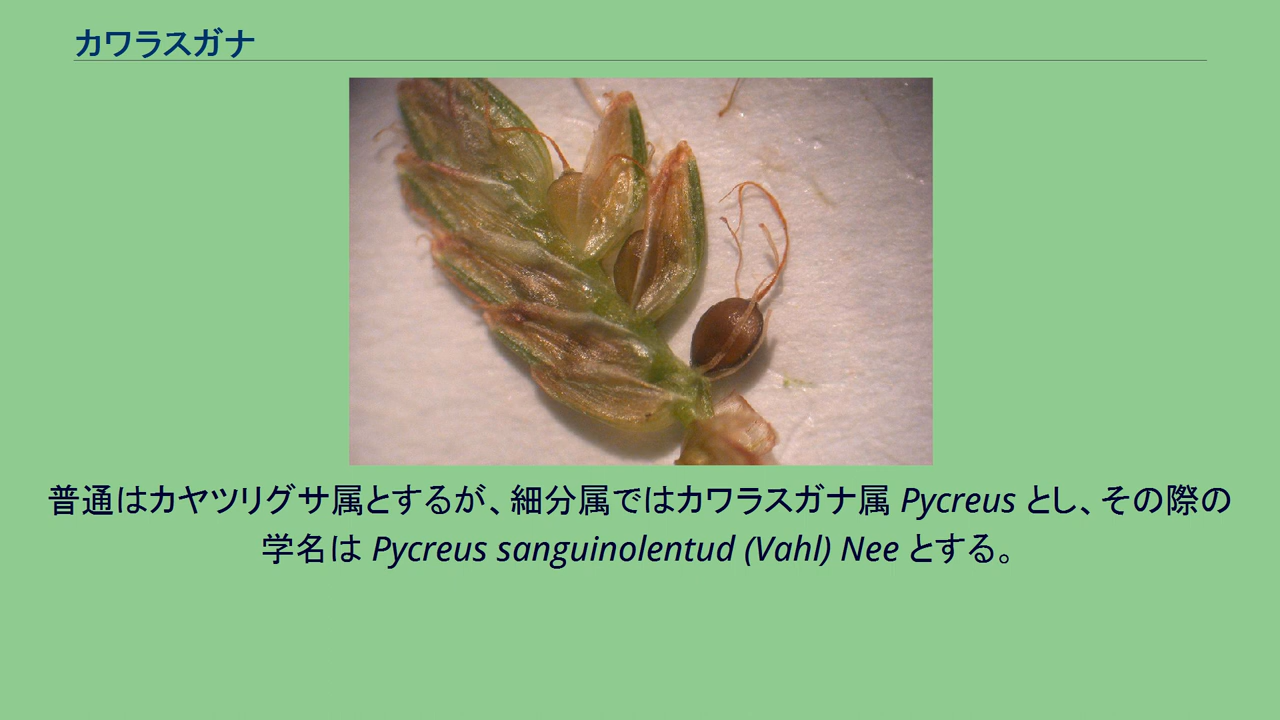 カワラスガナ
普通はカヤツリグサ属とするが、細分属ではカワラスガナ属 Pycreus とし、その際の
学名は Pycreus sanguinolentud (Vahl) Nee とする。